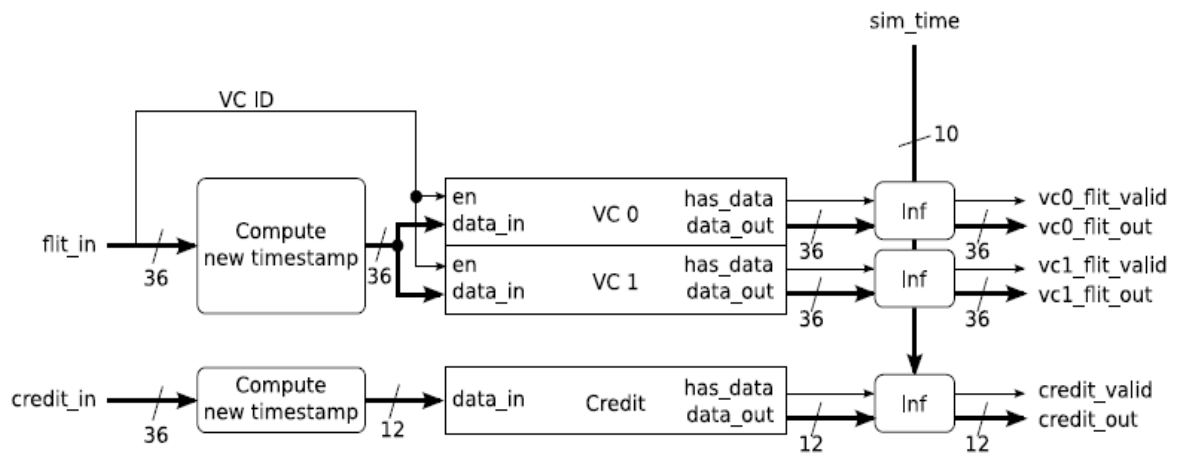 sim_time
VC ID
10
en
data_in
VC 0
has_data
data_out
Inf
vc0_flit_valid
vc0_flit_out
flit_in
36
Compute
new timestamp
36
36
36
en
data_in
VC 1
has_data
data_out
Inf
vc1_flit_valid
vc1_flit_out
36
36
credit_in
36
Compute
new timestamp
12
data_in
Credit
has_data
data_out
12
Inf
12
credit_valid
credit_out